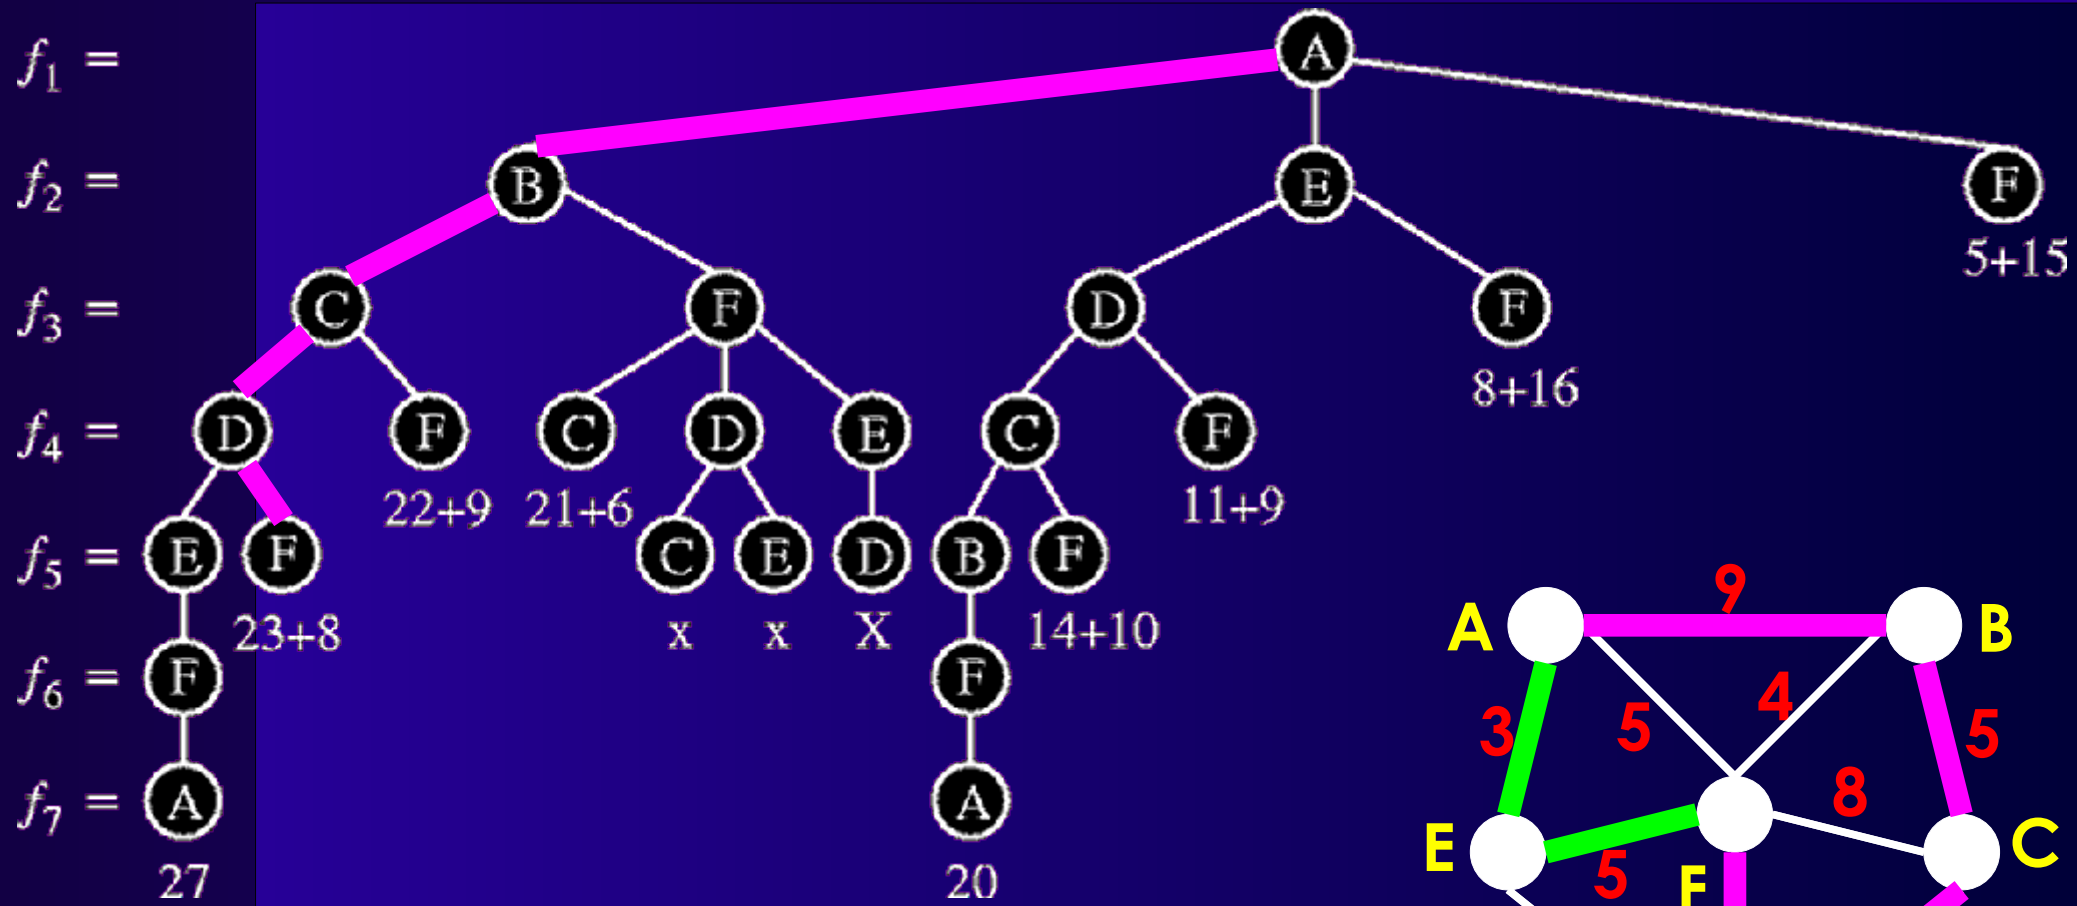 f1 = A
f2 = B E F
5+15
f3 = C F D F
8+16
f4 = D F C D E C F
22+9 21+6 11+9
f5 = E F C E D B F
23+8 x x X 14+10
f6 = F F
f7 = A A
27 20
9
A B
3 5 4 5
8
E C
5 F